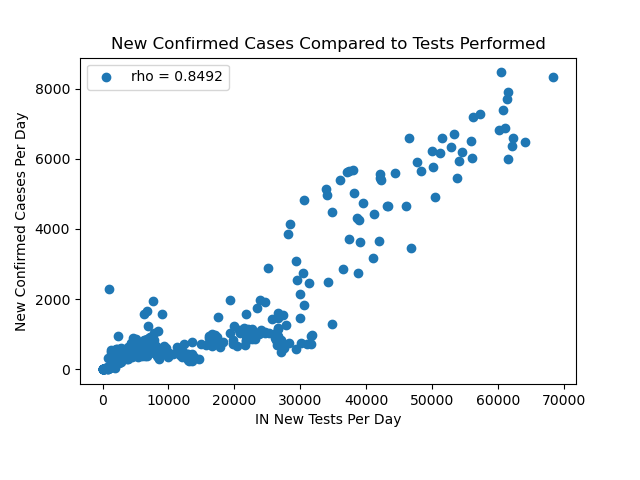 New Confirmed Cases Compared to Tests Performed
rho = 0.8492
New Confirmed Caeses Per Day
8000
6000
4000
2000
0
0 10000 20000 30000 40000 50000 60000 70000
IN New Tests Per Day